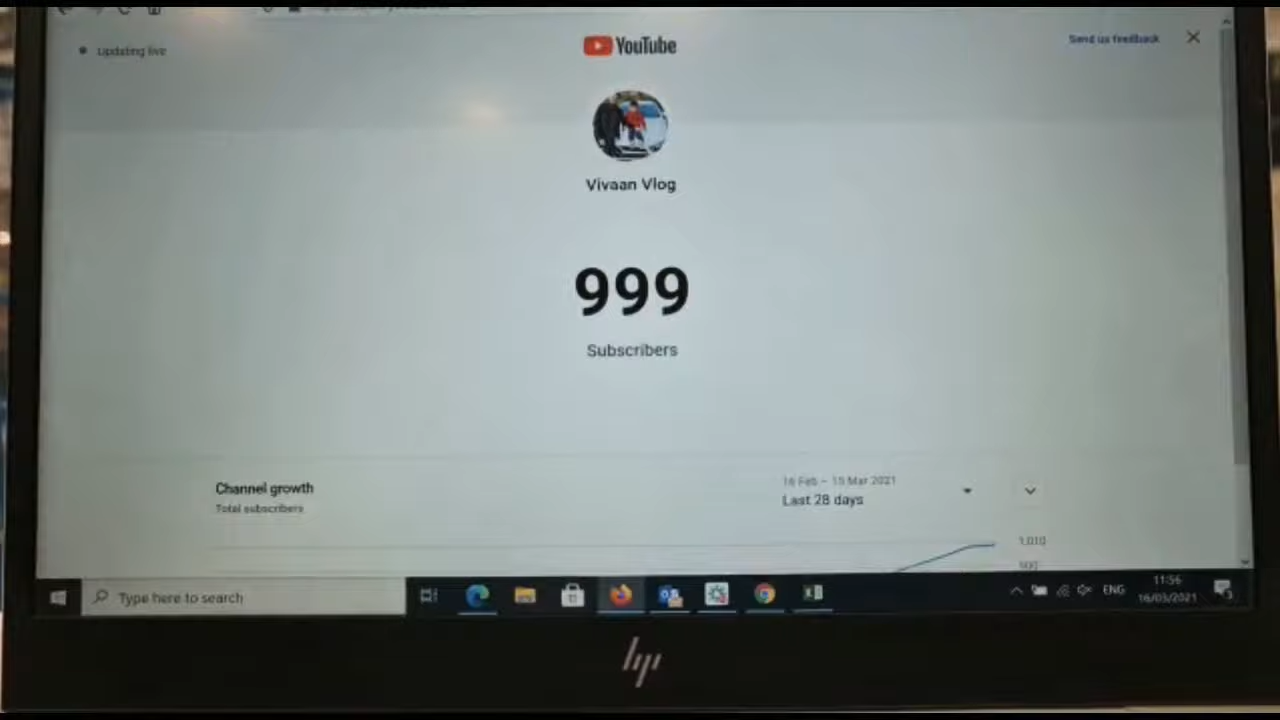 Updating live
YouTube
Send us feedback
Vivaan Vlog
999
Subscribers
Channel growth
Total subscribers
16 Feb – 15 Mar 2021
Last 28 days
1,010
Type here to search
ENG
11:56
16/03/2021
hp